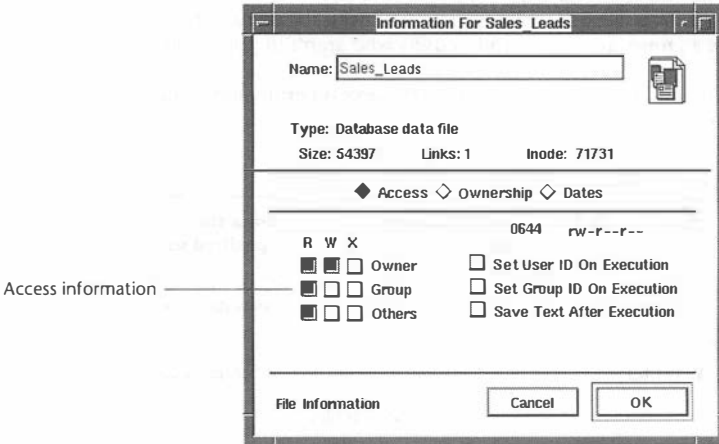 Information For Sales_Leads
Name: Sales_Leads
Type: Database data file
Size: 54397 Links: 1 Inode: 71731
Access Ownership Dates
0644 rw-r--r--
R W X
Owner Set User ID On Execution
Access information Group Set Group ID On Execution
Others Save Text After Execution
File Information Cancel OK